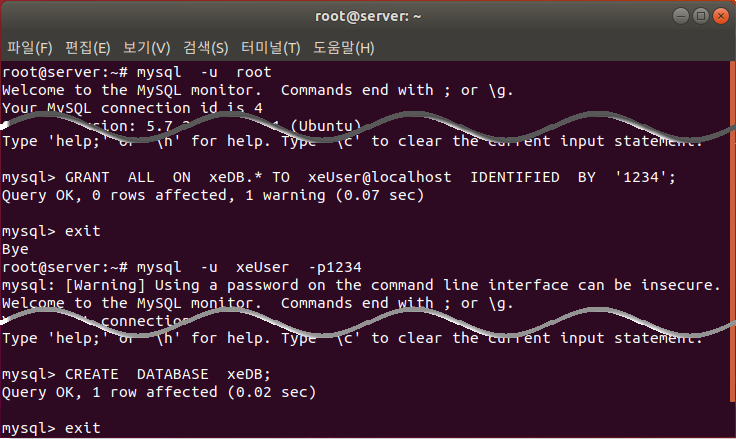 root@server: ~
파일(F) 편집(E) 보기(V) 검색(S) 터미널(T) 도움말(H)
root@server:~# mysql -u root
Welcome to the MySQL monitor. Commands end with ; or \g.
Your MySQL connection id is 4
version: 5.7 (Ubuntu)
Type 'help;' or '\h' for help. Type '\c' to clear the current input statement.
mysql> GRANT ALL ON xeDB.* TO xeUser@localhost IDENTIFIED BY '1234';
Query OK, 0 rows affected, 1 warning (0.07 sec)
mysql> exit
Bye
root@server:~# mysql -u xeUser -p1234
mysql: [Warning] Using a password on the command line interface can be insecure.
Welcome to the MySQL monitor. Commands end with ; or \g.
connection
Type 'help;' or '\h' for help. Type '\c' to clear the current input statement.
mysql> CREATE DATABASE xeDB;
Query OK, 1 row affected (0.02 sec)
mysql> exit